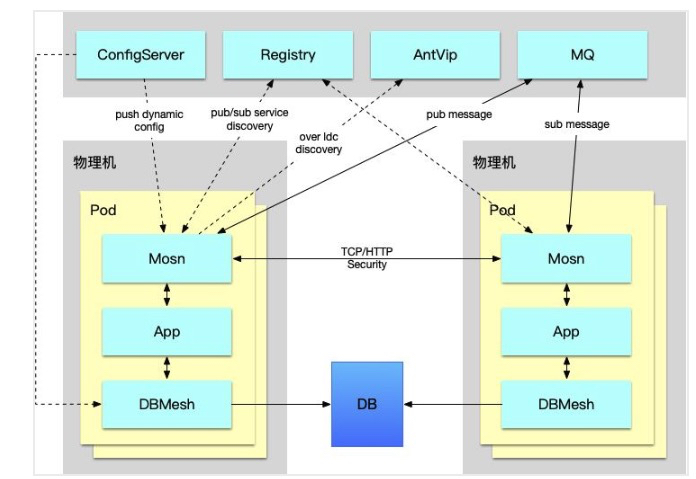 ConfigServer
Registry
AntVip
MQ
push dynamic
config
pub/sub service
discovery
over ldc
discovery
pub message
sub message
物理机
物理机
Pod
Pod
Mosn
TCP/HTTP
Security
Mosn
App
App
DBMesh
DB
DBMesh